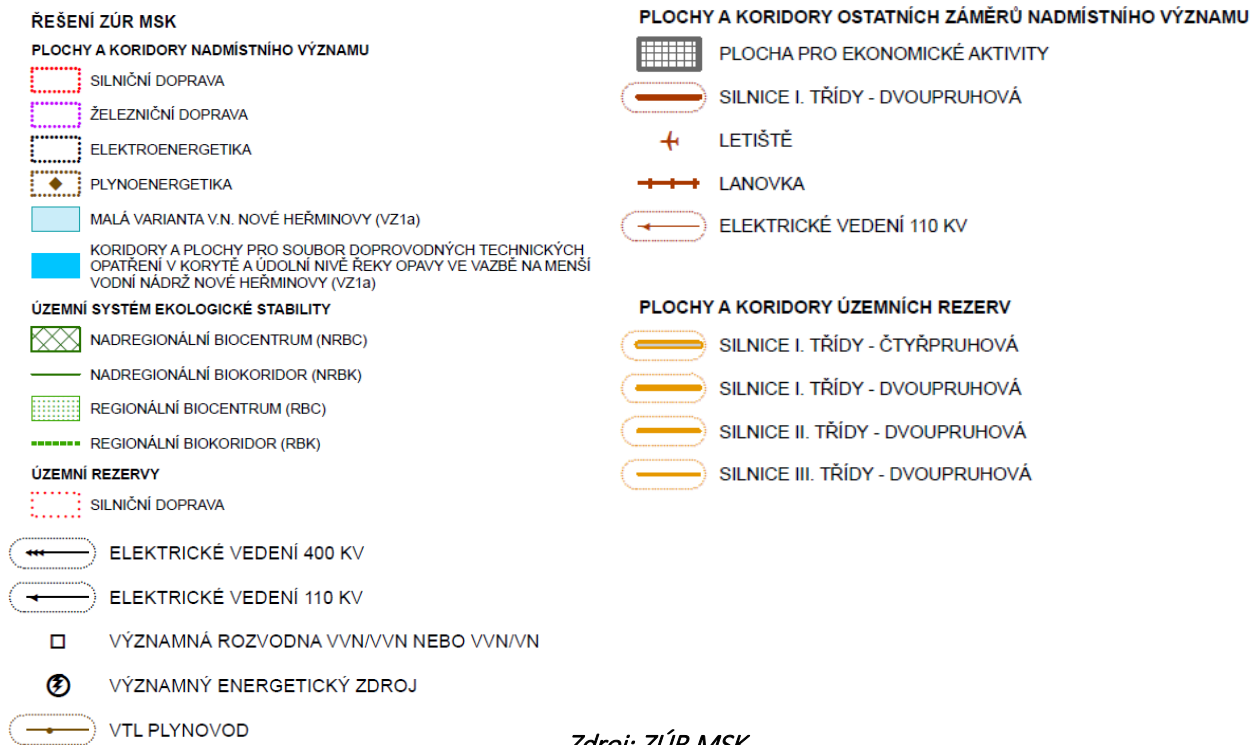 ŘEŠENÍ ZÚR MSK
PLOCHY A KORIDORY NADMÍSTNÍHO VÝZNAMU
SILNIČNÍ DOPRAVA
ŽELEZNIČNÍ DOPRAVA
ELEKTROENERGETIKA
PLYNOENERGETIKA
MALÁ VARIANTA V.N. NOVÉ HEŘMINOVY (VZ1a)
KORIDORY A PLOCHY PRO SOUBOR DOPROVODNÝCH TECHNICKÝCH
OPATŘENÍ V KORYTĚ A ÚDOLNÍ NIVĚ ŘEKY OPAVY VE VAZBĚ NA MENŠÍ
VODNÍ NÁDRŽ NOVÉ HEŘMINOVY (VZ1a)
ÚZEMNÍ SYSTÉM EKOLOGICKÉ STABILITY
NADREGIONÁLNÍ BIOCENTRUM (NRBC)
NADREGIONÁLNÍ BIOKORIDOR (NRBK)
REGIONÁLNÍ BIOCENTRUM (RBC)
REGIONÁLNÍ BIOKORIDOR (RBK)
ÚZEMNÍ REZERVY
SILNIČNÍ DOPRAVA
ELEKTRICKÉ VEDENÍ 400 KV
ELEKTRICKÉ VEDENÍ 110 KV
VÝZNAMNÁ ROZVODNA VVN/VVN NEBO VVN/VN
VÝZNAMNÝ ENERGETICKÝ ZDROJ
VTL PLYNOVOD
PLOCHY A KORIDORY OSTATNÍCH ZÁMĚRŮ NADMÍSTNÍHO VÝZNAMU
PLOCHA PRO EKONOMICKÉ AKTIVITY
SILNICE I. TŘÍDY - DVOUPRUHOVÁ
LETIŠTĚ
LANOVKA
ELEKTRICKÉ VEDENÍ 110 KV
PLOCHY A KORIDORY ÚZEMNÍCH REZERV
SILNICE I. TŘÍDY - ČTYŘPRUHOVÁ
SILNICE I. TŘÍDY - DVOUPRUHOVÁ
SILNICE II. TŘÍDY - DVOUPRUHOVÁ
SILNICE III. TŘÍDY - DVOUPRUHOVÁ
Zdroj: ZÚR MSK